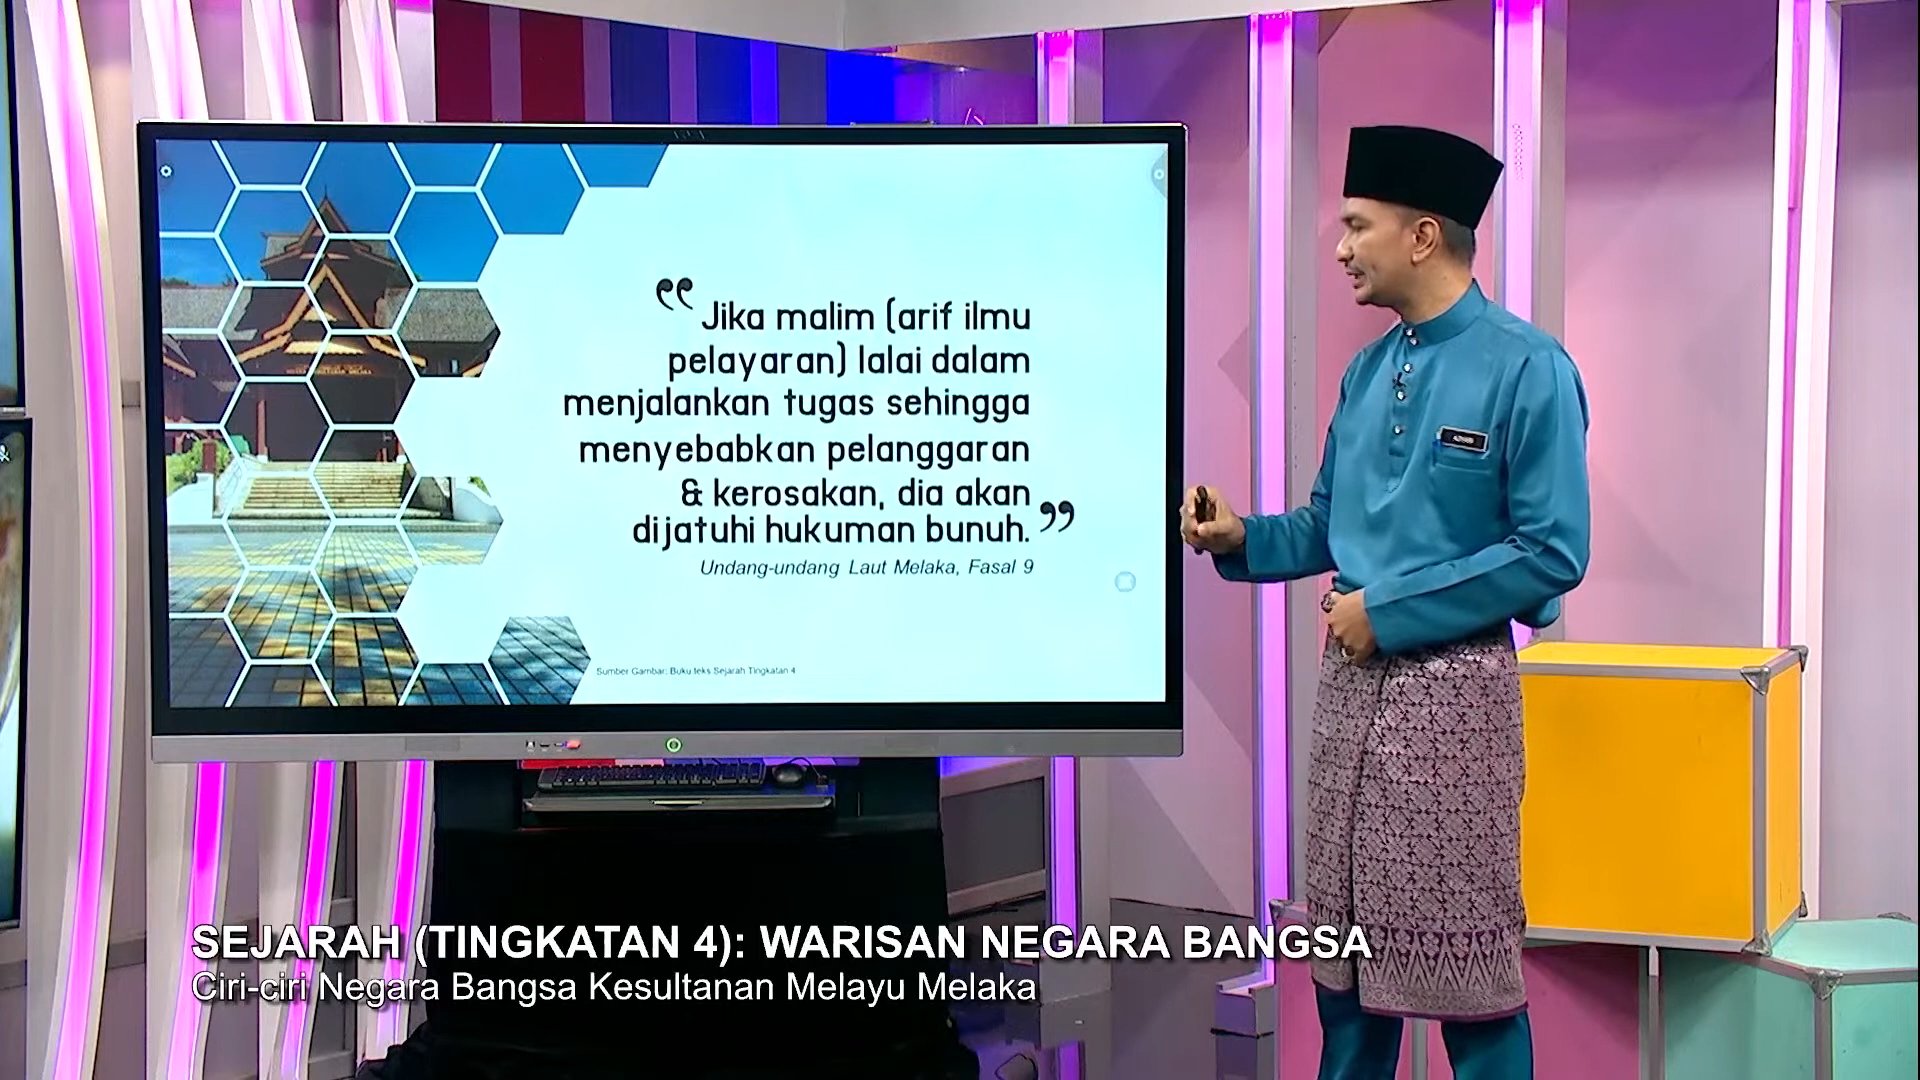 “ Jika malim (arif ilmu
pelayaran) lalai dalam
menjalankan tugas sehingga
menyebabkan pelanggaran
& kerosakan, dia akan
dijatuhi hukuman bunuh. ”
Undang-undang Laut Melaka, Fasal 9
Sumber Gambar: Buku teks Sejarah Tingkatan 4
SEJARAH (TINGKATAN 4): WARISAN NEGARA BANGSA
Ciri-ciri Negara Bangsa Kesultanan Melayu Melaka